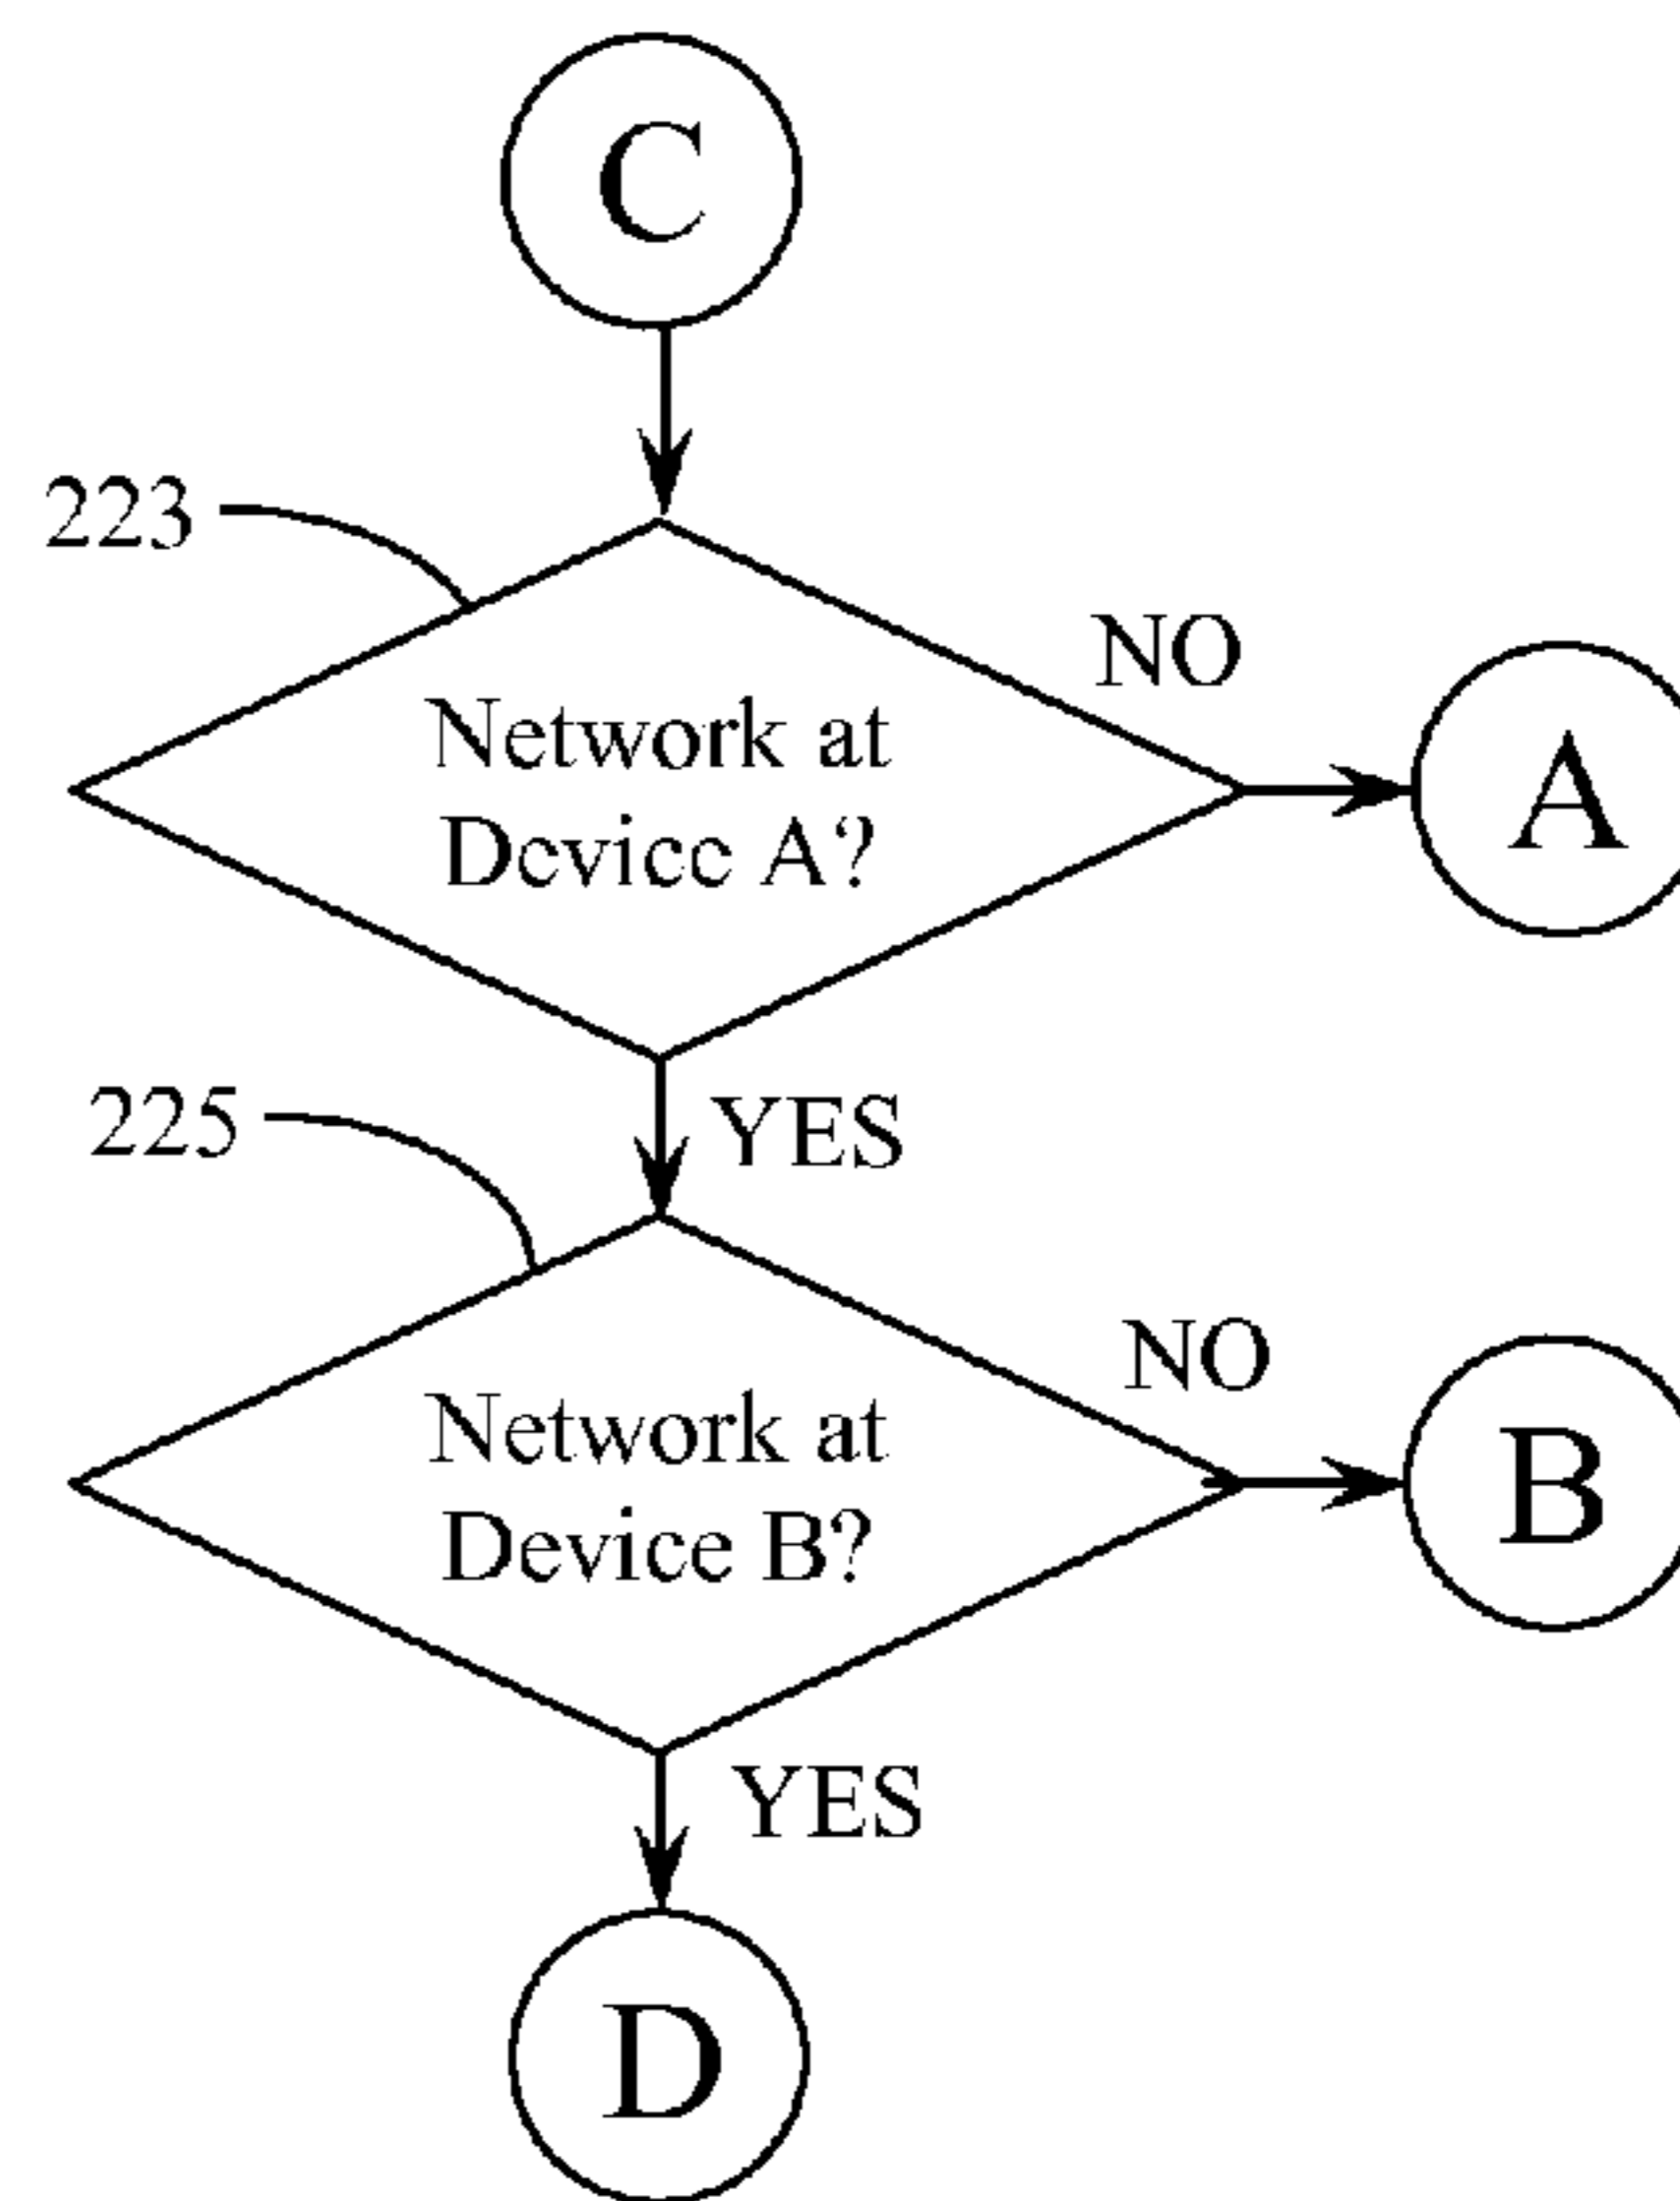 C
223
NO
Network at
Device A?
A
YES
225
NO
Network at
Device B?
B
YES
D